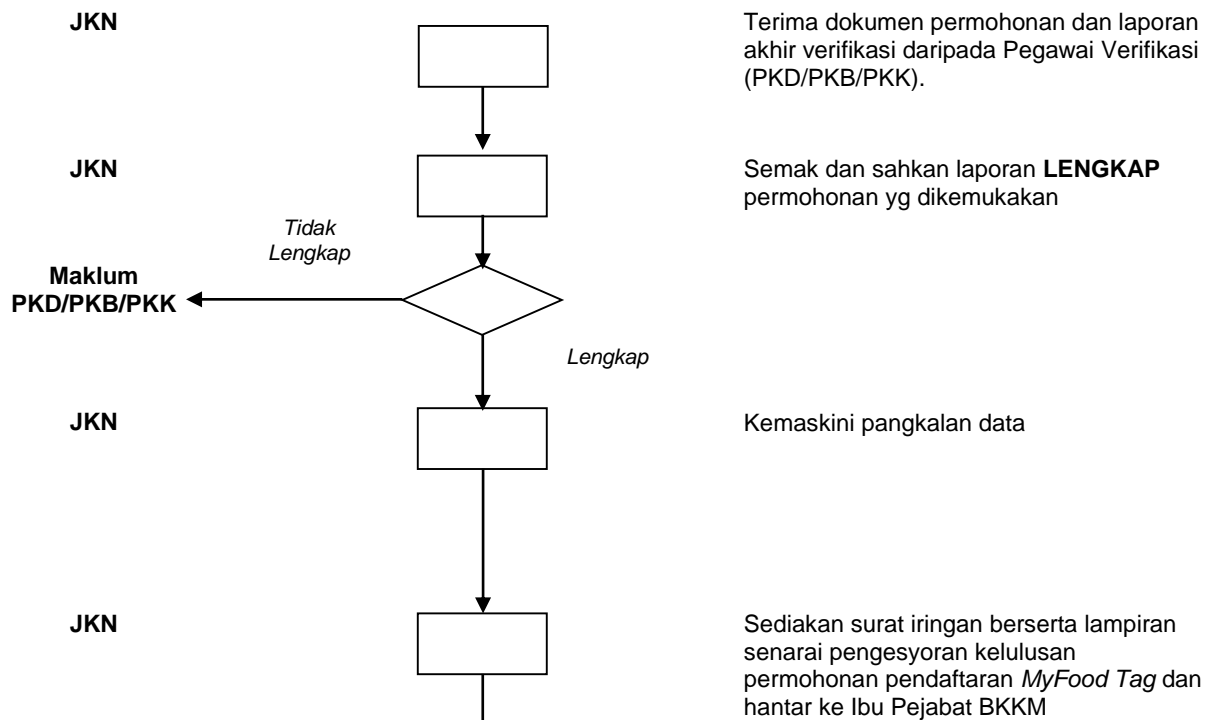 JKN
Terima dokumen permohonan dan laporan
akhir verifikasi daripada Pegawai Verifikasi
(PKD/PKB/PKK).
JKN
Semak dan sahkan laporan LENGKAP
permohonan yg dikemukakan
Tidak
Lengkap
Maklum
PKD/PKB/PKK
Lengkap
JKN
Kemaskini pangkalan data
JKN
Sediakan surat iringan berserta lampiran
senarai pengesyoran kelulusan
permohonan pendaftaran MyFood Tag dan
hantar ke Ibu Pejabat BKKM